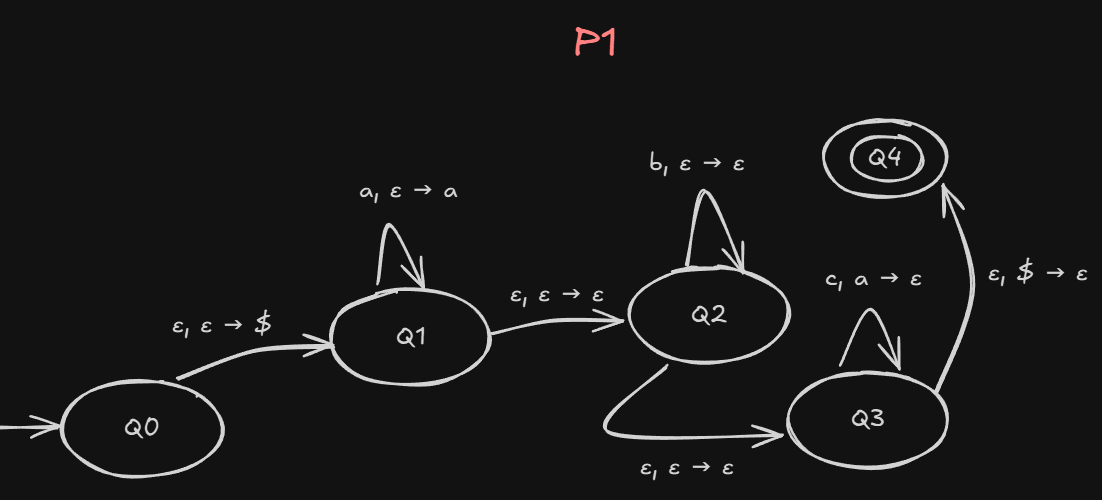 P1
Q4
b, ε → ε
a, ε → a
ε, $ → ε
c, a → ε
ε, ε → ε
Q2
ε, ε → $
Q1
Q3
Q0
ε, ε → ε